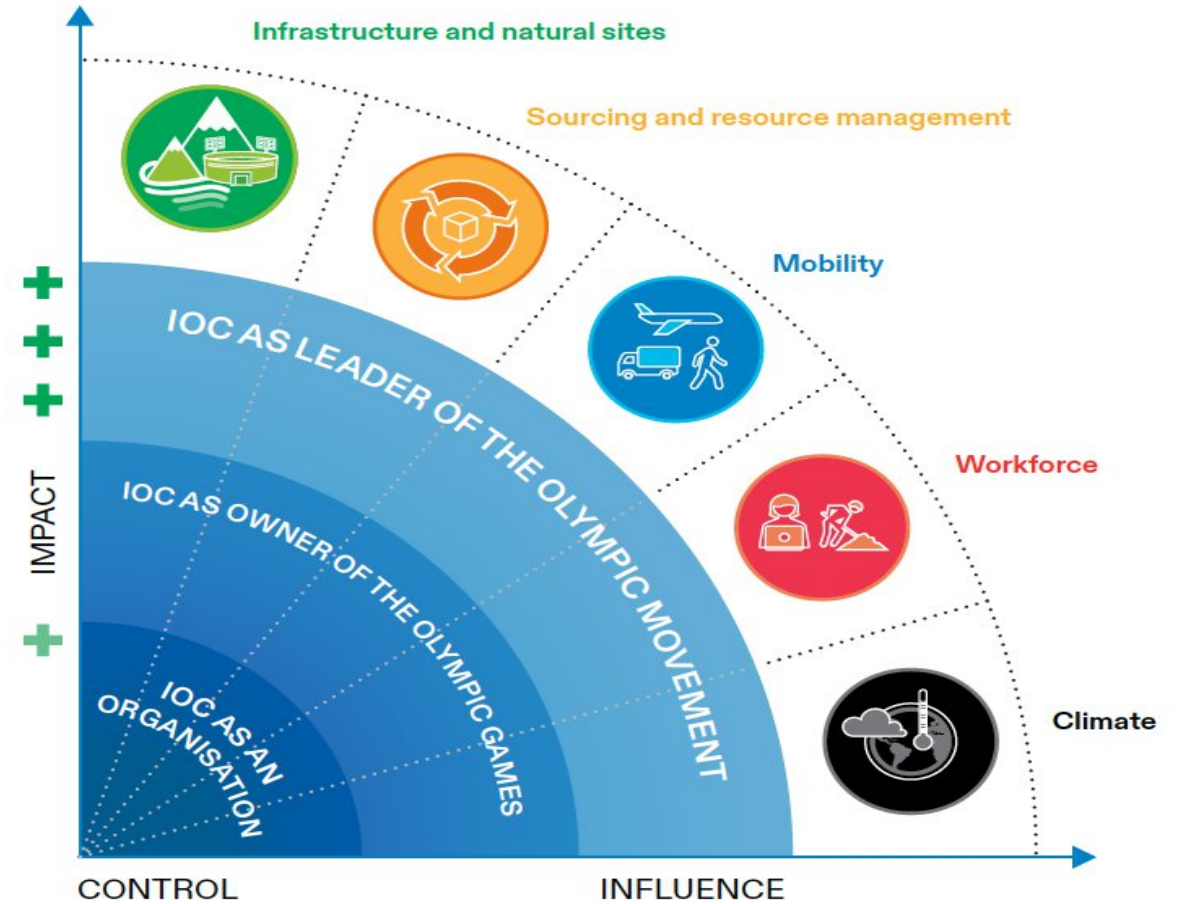 Infrastructure and natural sites
Sourcing and resource management
Mobility
Workforce
Climate
IOC AS LEADER OF THE OLYMPIC MOVEMENT
IOC AS OWNER OF THE OLYMPIC GAMES
IOC AS AN
ORGANISATION
IMPACT
CONTROL
INFLUENCE